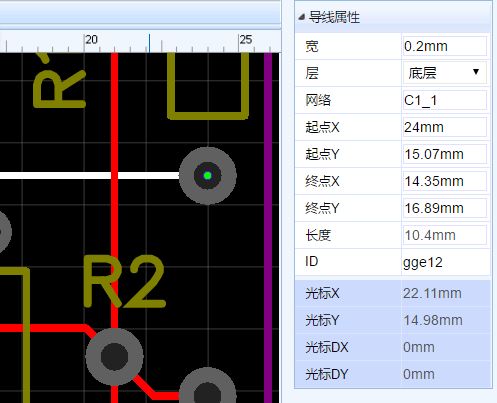 20
25
R1
R2
导线属性
宽 0.2mm
层 底层
网络 C1_1
起点X 24mm
起点Y 15.07mm
终点X 14.35mm
终点Y 16.89mm
长度 10.4mm
ID gge12
光标X 22.11mm
光标Y 14.98mm
光标DX 0mm
光标DY 0mm